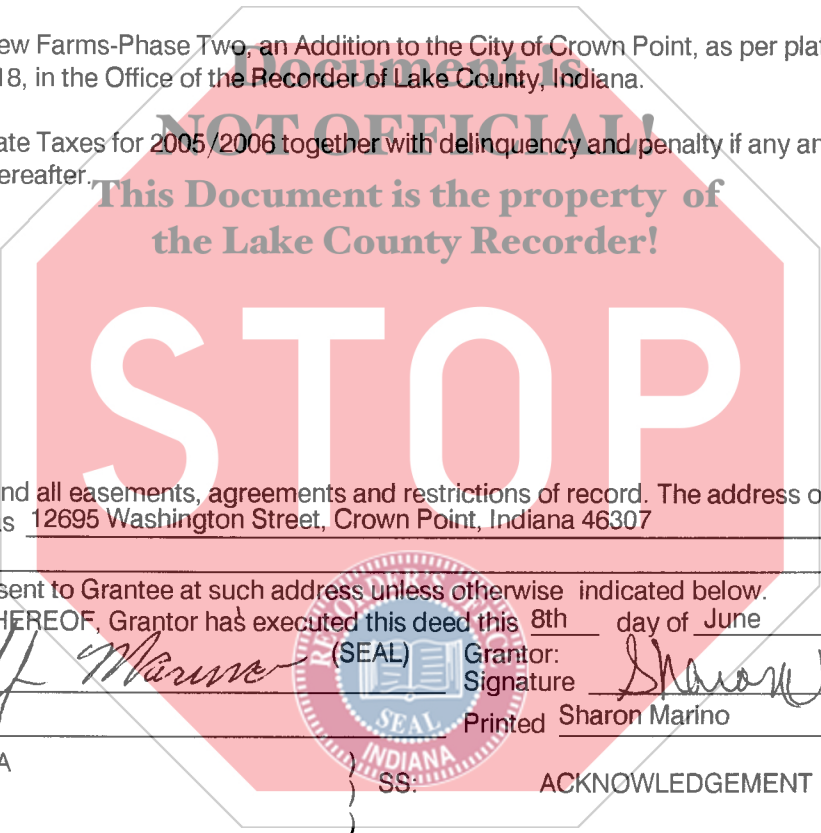 ew Farms-Phase Two, an Addition to the City of Crown Point, as per plat
18, in the Office of the Recorder of Lake County, Indiana.
Document is
ate Taxes for 2005/2006 together with delinquency and penalty if any an
NOT OFFICIAL!
ereafter.
This Document is the property of
the Lake County Recorder!
STOP
nd all easements, agreements and restrictions of record. The address o
s 12695 Washington Street, Crown Point, Indiana 46307
sent to Grantee at such address unless otherwise indicated below.
HEREOF, Grantor has executed this deed this 8th day of June
Marino (SEAL) Grantor:
Signature Sharon
Printed Sharon Marino
RECORDER'S OFFICE
SEAL
INDIANA
A
) SS: ACKNOWLEDGEMENT
)
)